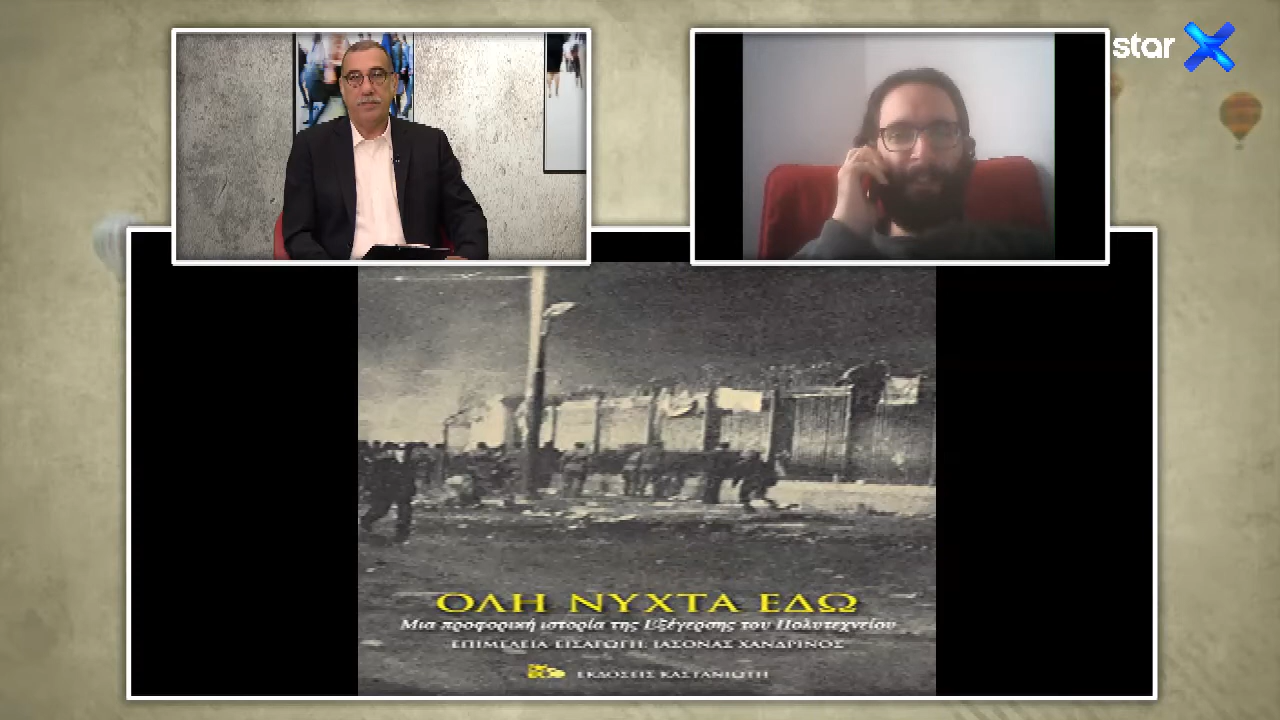 star
ΟΛΗ ΝΥΧΤΑ ΕΔΩ
Μια προφορική ιστορία της Εξέγερσης του Πολυτεχνείου
ΕΠΙΜΕΛΕΙΑ-ΕΙΣΑΓΩΓΗ: ΙΑΣΟΝΑΣ ΧΑΝΔΡΙΝΟΣ
ΕΚΔΟΣΕΙΣ ΚΑΣΤΑΝΙΩΤΗ